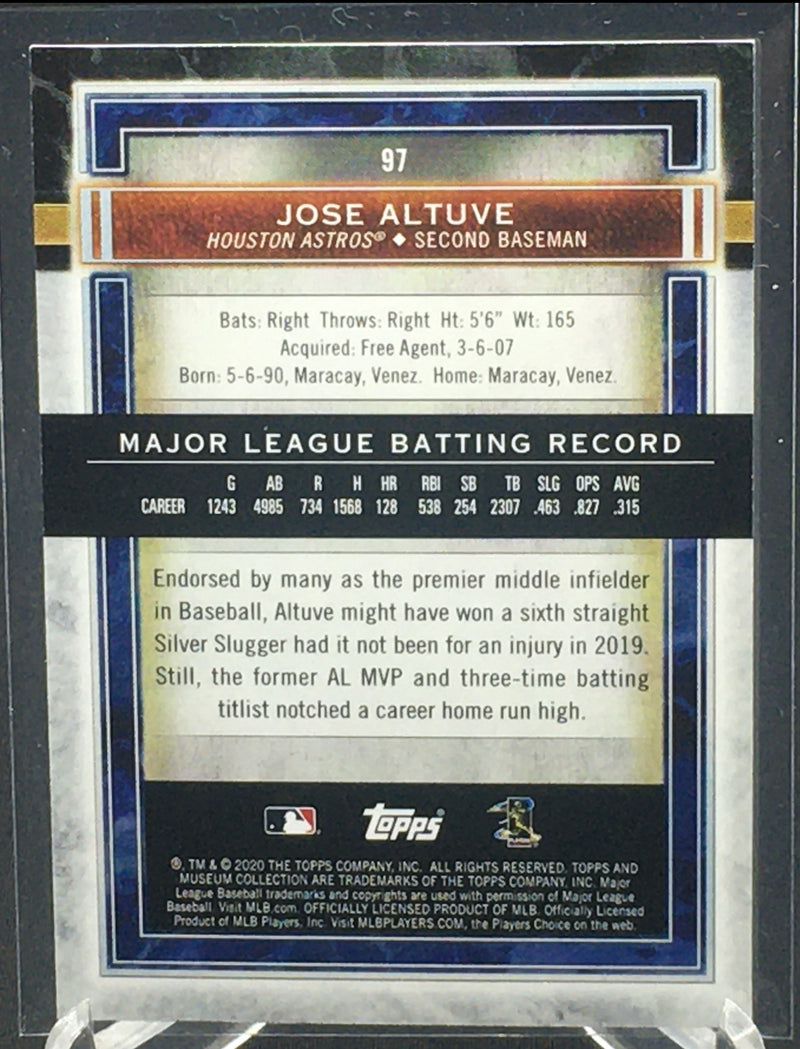 97
JOSE ALTUVE
HOUSTON ASTROS® ◆ SECOND BASEMAN
Bats: Right Throws: Right Ht: 5'6" Wt: 165
Acquired: Free Agent, 3-6-07
Born: 5-6-90, Maracay, Venez. Home: Maracay, Venez.
MAJOR LEAGUE BATTING RECORD
G AB R H HR RBI SB TB SLG OPS AVG
CAREER 1243 4985 734 1568 128 538 254 2307 .463 .827 .315
Endorsed by many as the premier middle infielder
in Baseball, Altuve might have won a sixth straight
Silver Slugger had it not been for an injury in 2019.
Still, the former AL MVP and three-time batting
titlist notched a career home run high.
topps®
®, TM & © 2020 THE TOPPS COMPANY, INC. ALL RIGHTS RESERVED. TOPPS AND
MUSEUM COLLECTION ARE TRADEMARKS OF THE TOPPS COMPANY, INC. Major
League Baseball trademarks and copyrights are used with permission of Major League
Baseball. Visit MLB.com. OFFICIALLY LICENSED PRODUCT OF MLB. Officially Licensed
Product of MLB Players, Inc. Visit MLBPLAYERS.COM, the Players Choice on the web.